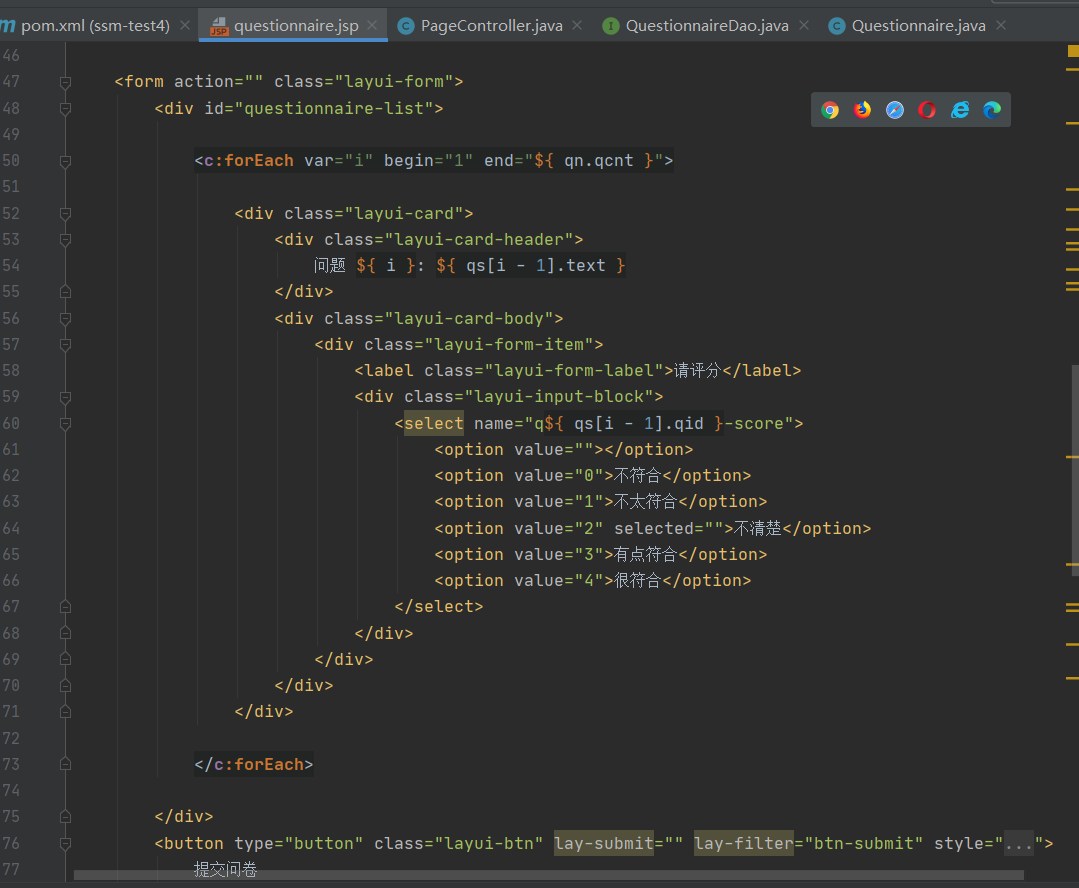 pom.xml (ssm-test4) questionnaire.jsp PageController.java QuestionnaireDao.java Questionnaire.java
46
47 <form action="" class="layui-form">
48 <div id="questionnaire-list">
49
50 <c:forEach var="i" begin="1" end="${ qn.qcnt }">
51
52 <div class="layui-card">
53 <div class="layui-card-header">
54 问题 ${ i }: ${ qs[i - 1].text }
55 </div>
56 <div class="layui-card-body">
57 <div class="layui-form-item">
58 <label class="layui-form-label">请评分</label>
59 <div class="layui-input-block">
60 <select name="q${ qs[i - 1].qid }-score">
61 <option value=""></option>
62 <option value="0">不符合</option>
63 <option value="1">不太符合</option>
64 <option value="2" selected="">不清楚</option>
65 <option value="3">有点符合</option>
66 <option value="4">很符合</option>
67 </select>
68 </div>
69 </div>
70 </div>
71 </div>
72
73 </c:forEach>
74
75 </div>
76 <button type="button" class="layui-btn" lay-submit="" lay-filter="btn-submit" style="...">
77 提交问卷